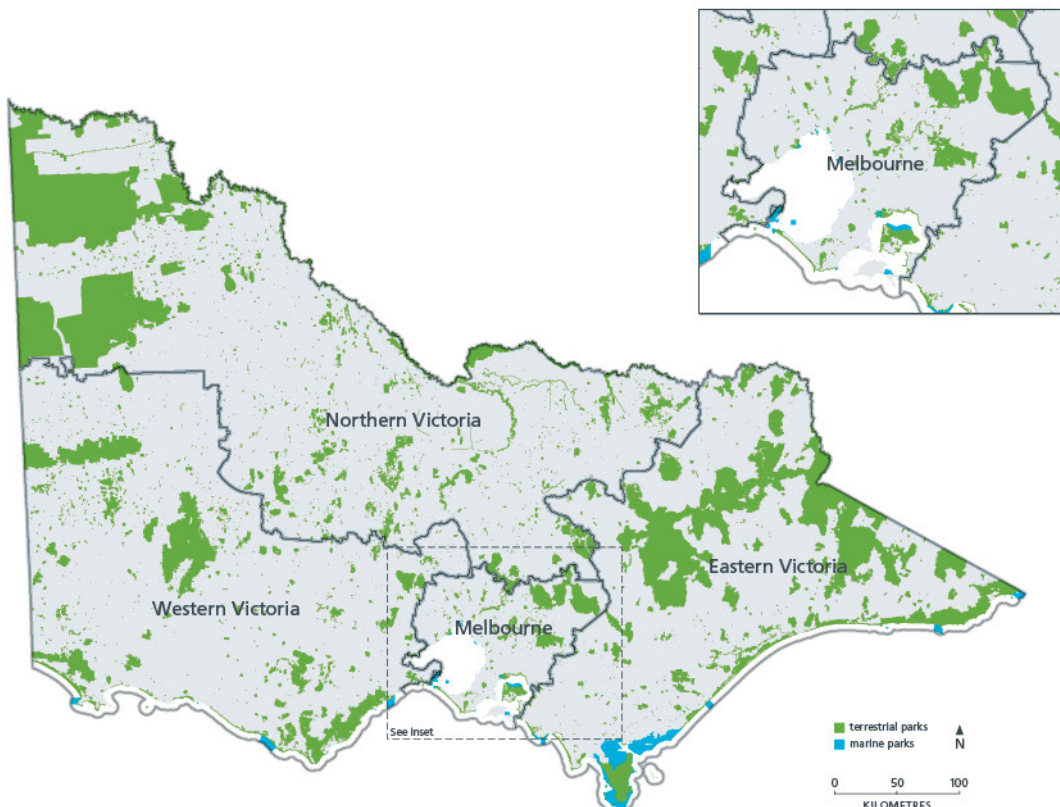 Melbourne
Northern Victoria
Eastern Victoria
Western Victoria
Melbourne
See Inset
terrestrial parks
marine parks
N
0 50 100
KILOMETRES